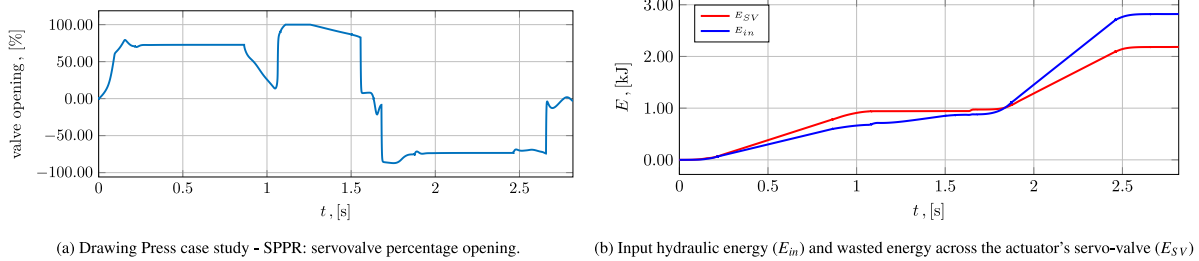 100.00
50.00
0.00
−50.00
−100.00
valve opening , [%]
0
0.5
1
1.5
2
2.5
t , [s]
(a) Drawing Press case study - SPPR: servovalve percentage opening.
3.00
2.00
1.00
0.00
E , [kJ]
E_SV
E_in
0
0.5
1
1.5
2
2.5
t , [s]
(b) Input hydraulic energy (E_in) and wasted energy across the actuator's servo-valve (E_SV)